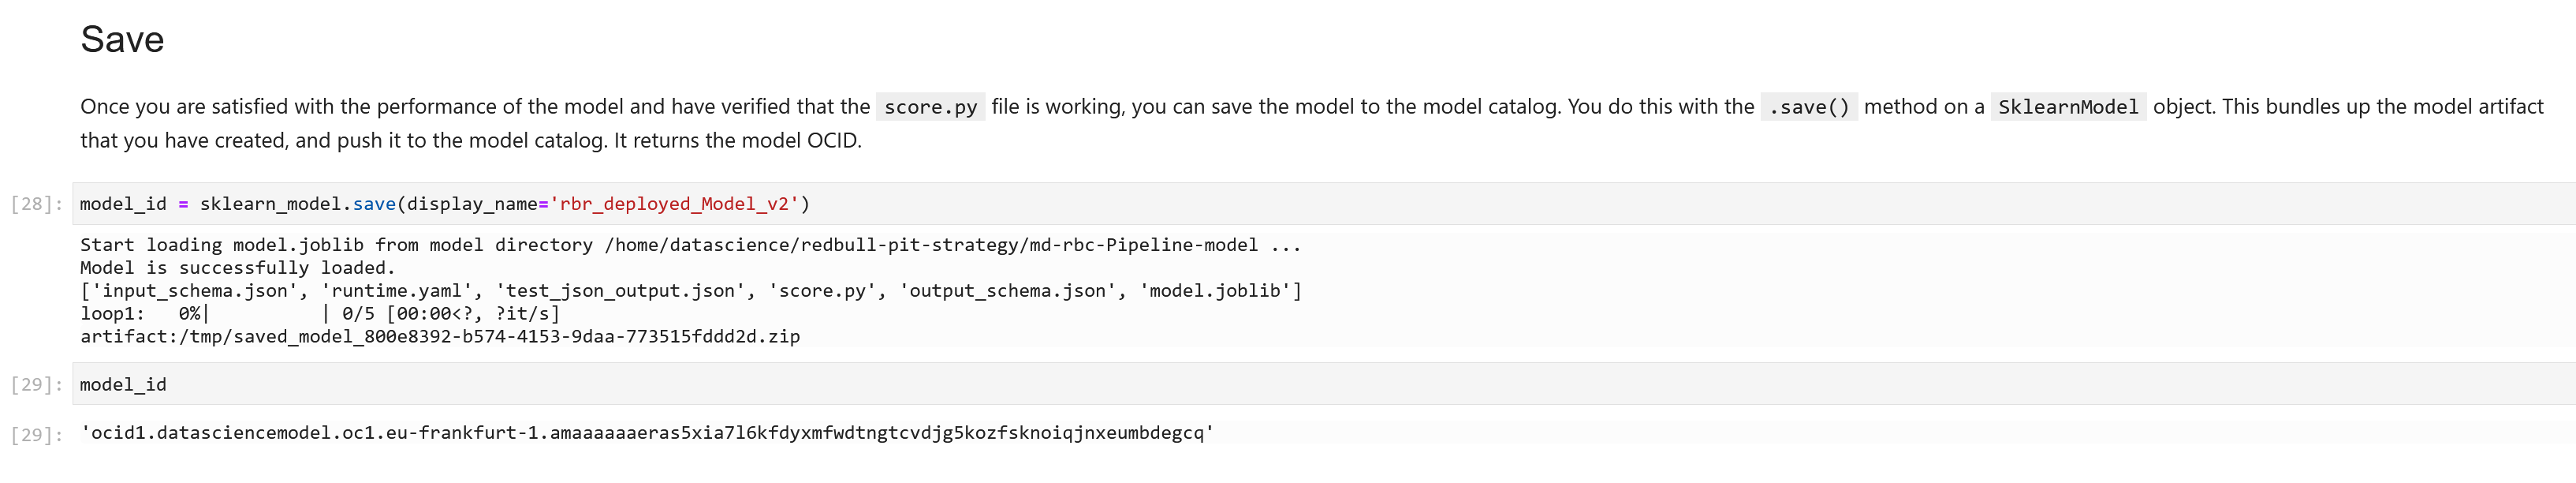 Save
Once you are satisfied with the performance of the model and have verified that the score.py file is working, you can save the model to the model catalog. You do this with the .save() method on a SklearnModel object. This bundles up the model artifact
that you have created, and push it to the model catalog. It returns the model OCID.
[28]: model_id = sklearn_model.save(display_name='rbr_deployed_Model_v2')
Start loading model.joblib from model directory /home/datascience/redbull-pit-strategy/md-rbc-Pipeline-model ...
Model is successfully loaded.
['input_schema.json', 'runtime.yaml', 'test_json_output.json', 'score.py', 'output_schema.json', 'model.joblib']
loop1:   0%|          | 0/5 [00:00<?, ?it/s]
artifact:/tmp/saved_model_800e8392-b574-4153-9daa-773515fddd2d.zip
[29]: model_id
[29]: 'ocid1.datasciencemodel.oc1.eu-frankfurt-1.amaaaaaaeras5xia7l6kfdyxmfwdtngtcvdjg5kozfsknoiqjnxeumbdegcq'